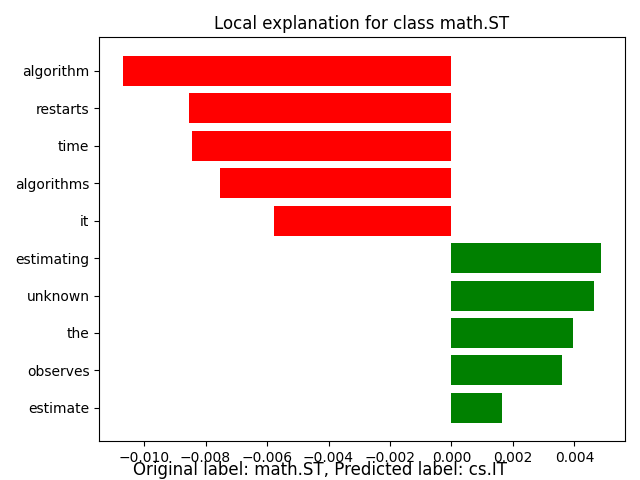 Local explanation for class math.ST
algorithm
restarts
time
algorithms
it
estimating
unknown
the
observes
estimate
−0.010 −0.008 −0.006 −0.004 −0.002 0.000 0.002 0.004
Original label: math.ST, Predicted label: cs.IT